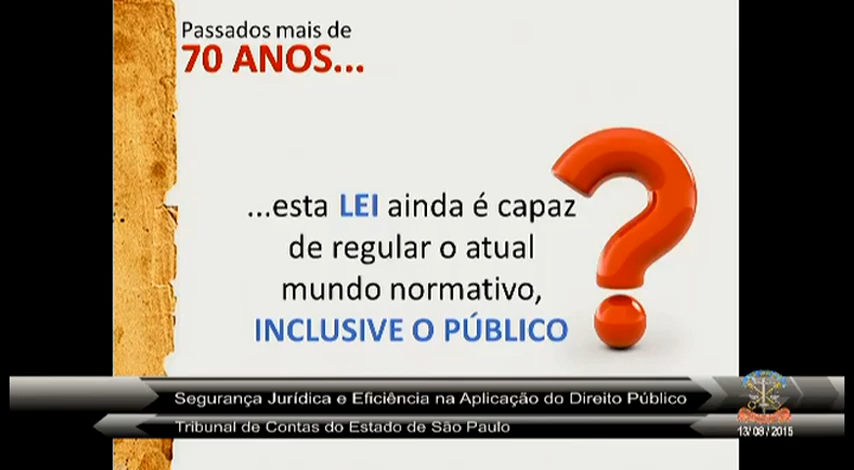 Passados mais de
70 ANOS...
...esta LEI ainda é capaz
de regular o atual
mundo normativo,
INCLUSIVE O PÚBLICO
?
Segurança Jurídica e Eficiência na Aplicação do Direito Público
Tribunal de Contas do Estado de São Paulo
13/08/2015